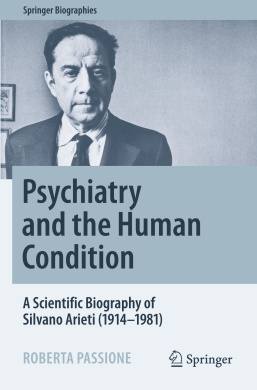 Springer Biographies
Psychiatry
and the Human
Condition
A Scientific Biography of
Silvano Arieti (1914–1981)
ROBERTA PASSIONE
Springer